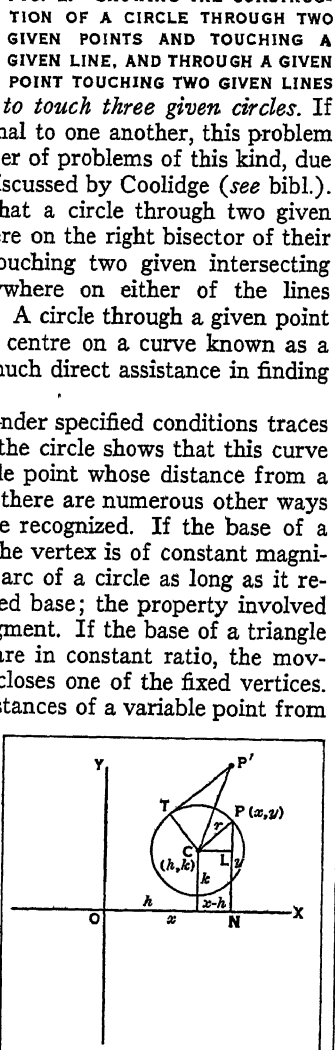 TION OF A CIRCLE THROUGH TWO
GIVEN POINTS AND TOUCHING A
GIVEN LINE, AND THROUGH A GIVEN
POINT TOUCHING TWO GIVEN LINES
to touch three given circles. If
nal to one another, this problem
er of problems of this kind, due
iscussed by Coolidge (see bibl.).
hat a circle through two given
re on the right bisector of their
ouching two given intersecting
where on either of the lines
A circle through a given point
centre on a curve known as a
much direct assistance in finding
nder specified conditions traces
the circle shows that this curve
le point whose distance from a
there are numerous other ways
e recognized. If the base of a
he vertex is of constant magni-
arc of a circle as long as it re-
ed base; the property involved
gment. If the base of a triangle
are in constant ratio, the mov-
closes one of the fixed vertices.
stances of a variable point from
Y
P'
T
P (x,y)
r
C
L
y
(h,k)
k
h
x-h
X
O
x
N